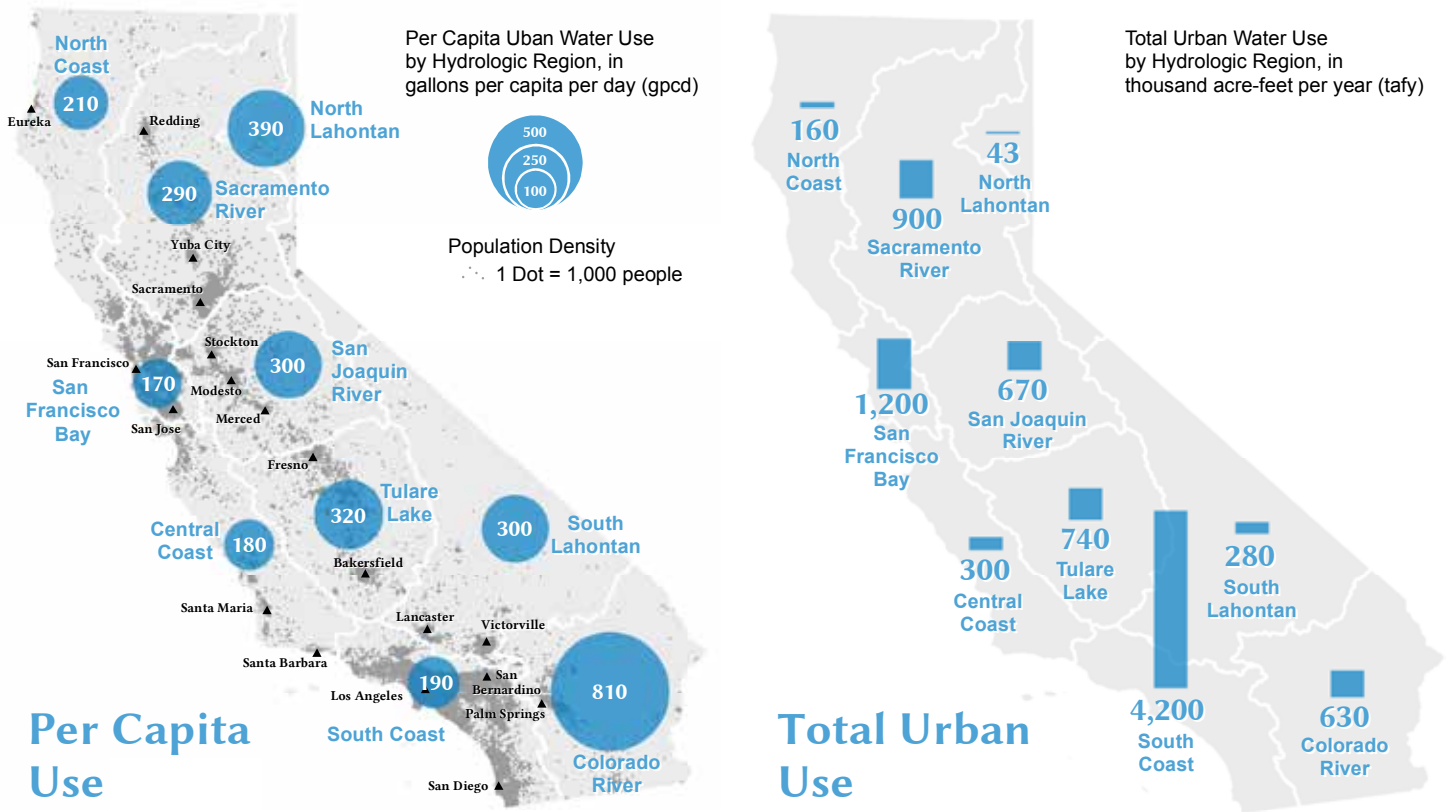 Per Capita Uban Water Use
by Hydrologic Region, in
gallons per capita per day (gpcd)
500
250
100
Population Density
1 Dot = 1,000 people
North
Coast
210
Eureka
Redding
390
North
Lahontan
290
Sacramento
River
Yuba City
Sacramento
Stockton
300
San
Joaquin
River
San Francisco
170
San
Francisco
Bay
Modesto
Merced
San Jose
Fresno
320
Tulare
Lake
Central
Coast
180
300
South
Lahontan
Bakersfield
Santa Maria
Lancaster
Victorville
Santa Barbara
190
Los Angeles
San
Bernardino
Palm Springs
810
South Coast
Colorado
River
San Diego
Per Capita
Use
Total Urban Water Use
by Hydrologic Region, in
thousand acre-feet per year (tafy)
160
North
Coast
43
North
Lahontan
900
Sacramento
River
1,200
San
Francisco
Bay
670
San Joaquin
River
740
Tulare
Lake
300
Central
Coast
280
South
Lahontan
4,200
South
Coast
630
Colorado
River
Total Urban
Use